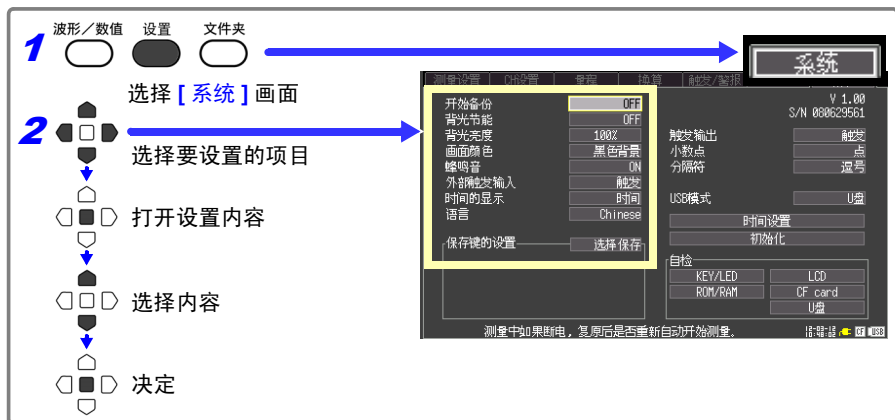 1 波形／数值 设置 文件夹
系统
选择 [ 系统 ] 画面
2 选择要设置的项目
打开设置内容
选择内容
决定
测量设置 CH设置 量程 换算 触发/警报
V 1.00
S/N 080629561
开始备份 OFF
背光节能 OFF
背光亮度 100%
画面颜色 黑色背景
蜂鸣音 ON
外部触发输入 触发
时间的显示 时间
语言 Chinese
保存键的设置 选择保存
触发输出 触发
小数点 点
分隔符 逗号
USB模式 U盘
时间设置
初始化
自检
KEY/LED LCD
ROM/RAM CF card
U盘
测量中如果断电，复原后是否重新自动开始测量。
CF USB